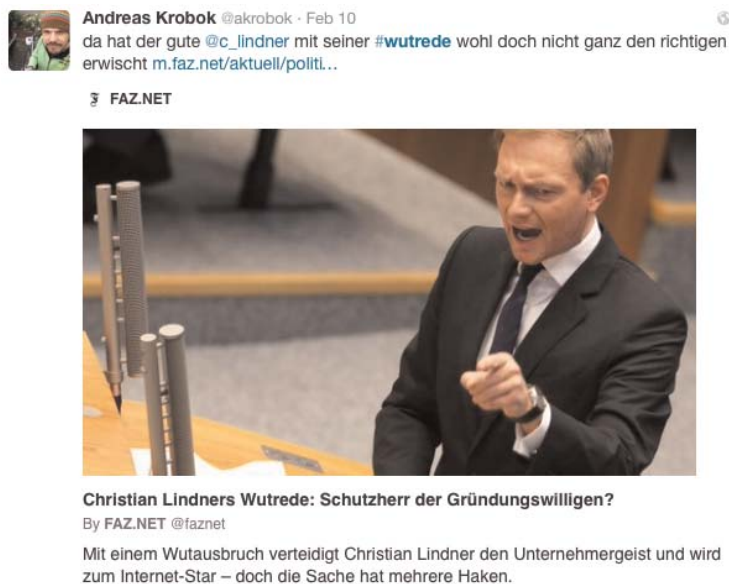 Andreas Krobok @akrobok · Feb 10
da hat der gute @c_lindner mit seiner #wutrede wohl doch nicht ganz den richtigen
erwischt m.faz.net/aktuell/politi…
FAZ.NET
Christian Lindners Wutrede: Schutzherr der Gründungswilligen?
By FAZ.NET @faznet
Mit einem Wutausbruch verteidigt Christian Lindner den Unternehmergeist und wird
zum Internet-Star – doch die Sache hat mehrere Haken.